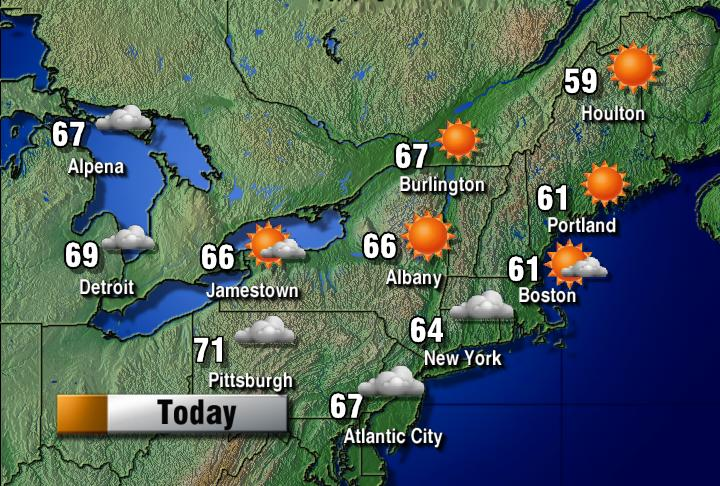 59
Houlton
67
Alpena
67
Burlington
61
Portland
69
Detroit
66
Jamestown
66
Albany
61
Boston
64
New York
71
Pittsburgh
Today
67
Atlantic City